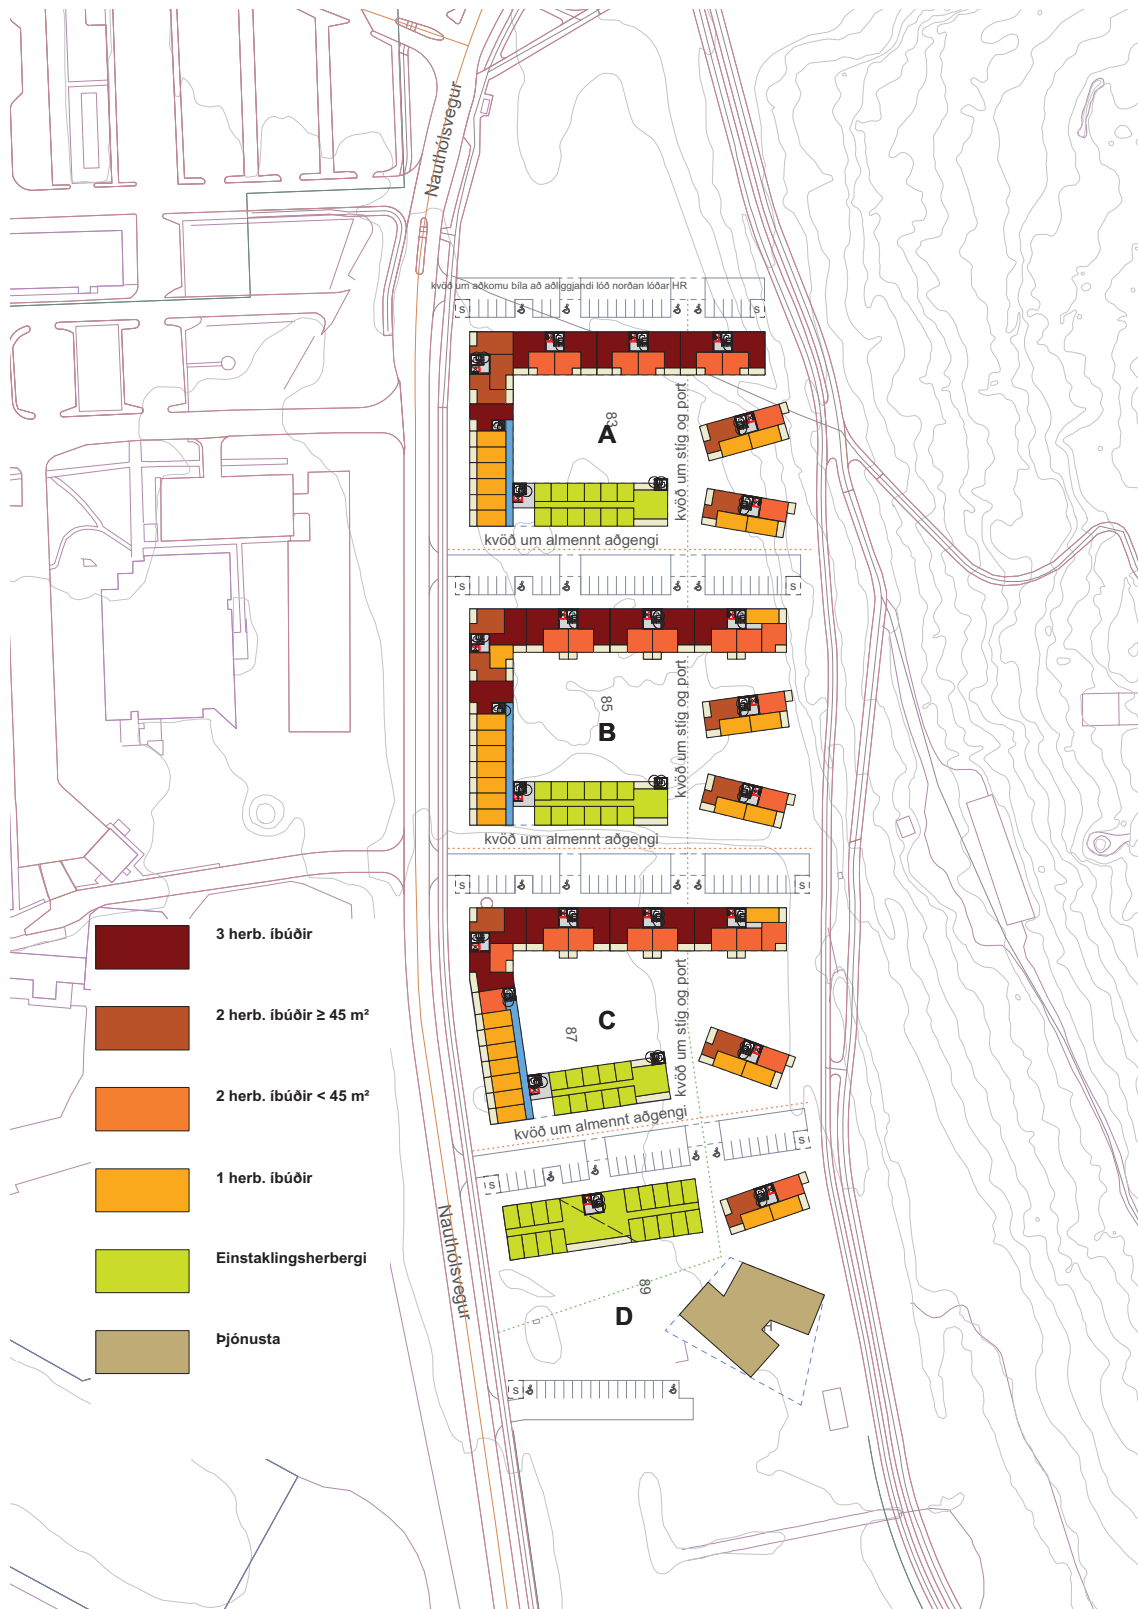 Nauthólsvegur
kvöð um aðkomu bíla að aðliggjandi lóð norðan lóðar HR
S
S
83
A
kvöð um stíg og port
kvöð um almennt aðgengi
S
S
85
B
kvöð um stíg og port
kvöð um almennt aðgengi
S
S
3 herb. íbúðir
2 herb. íbúðir ≥ 45 m²
2 herb. íbúðir < 45 m²
1 herb. íbúðir
Einstaklingsherbergi
Þjónusta
87
C
kvöð um stíg og port
kvöð um almennt aðgengi
S
S
Nauthólsvegur
89
D
H
S